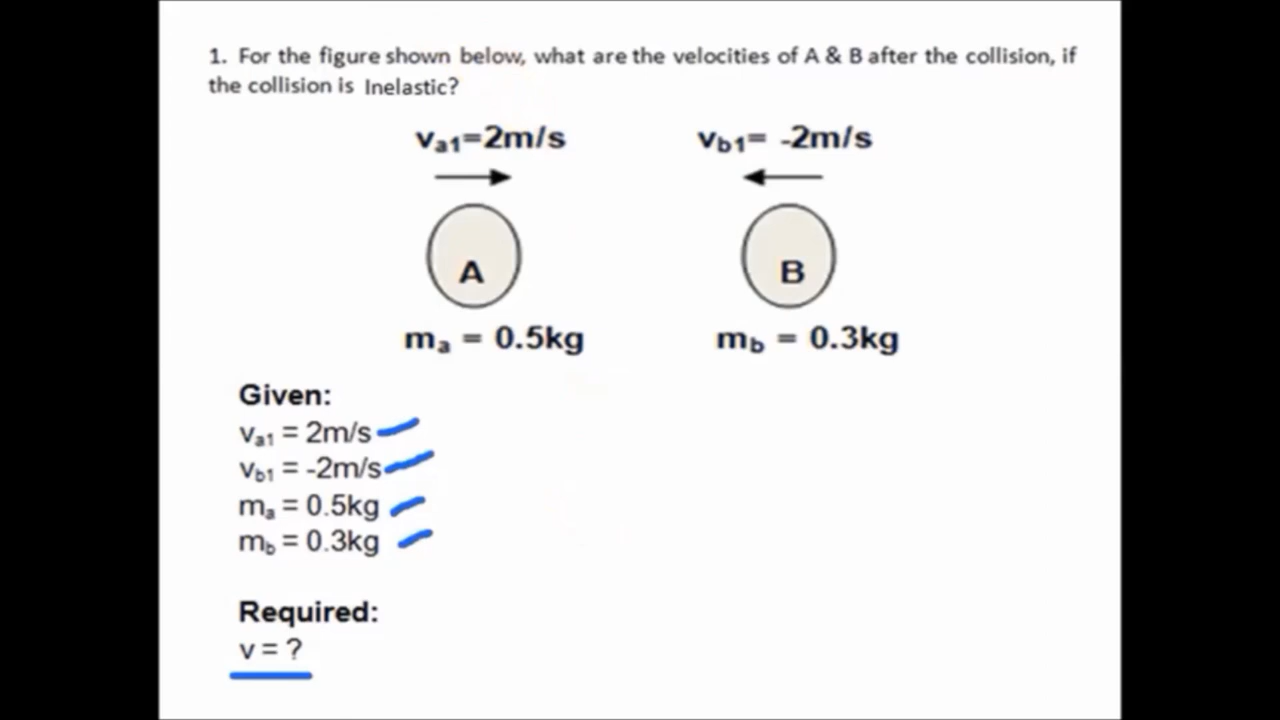 1. For the figure shown below, what are the velocities of A & B after the collision, if
the collision is Inelastic?
va1=2m/s vb1= -2m/s
A B
ma = 0.5kg mb = 0.3kg
Given:
va1 = 2m/s
vb1 = -2m/s
ma = 0.5kg
mb = 0.3kg
Required:
v = ?